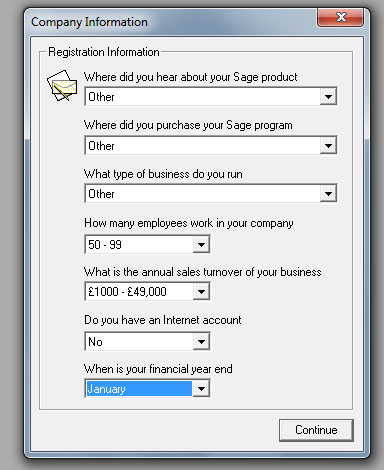 Company Information
Registration Information
Where did you hear about your Sage product
Other
Where did you purchase your Sage program
Other
What type of business do you run
Other
How many employees work in your company
50 - 99
What is the annual sales turnover of your business
£1000 - £49,000
Do you have an Internet account
No
When is your financial year end
January
Continue